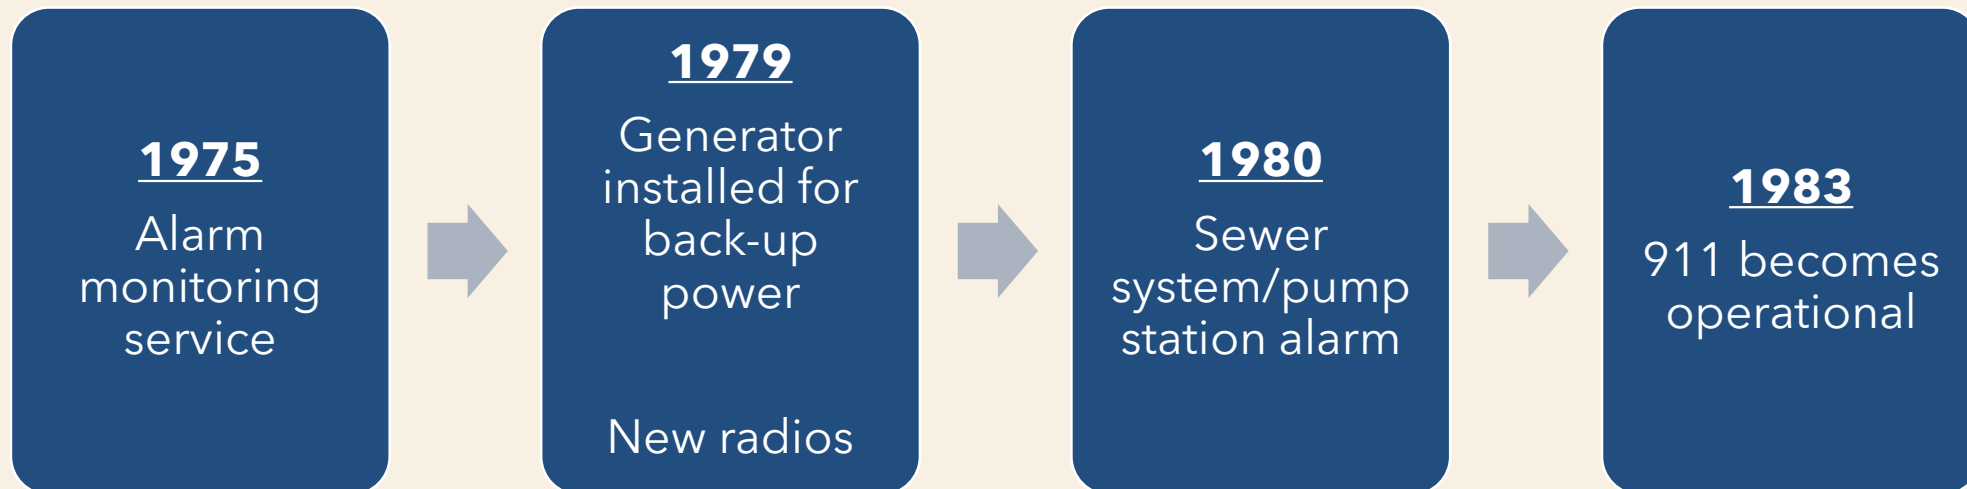 1975
Alarm
monitoring
service
1979
Generator
installed for
back-up
power
New radios
1980
Sewer
system/pump
station alarm
1983
911 becomes
operational